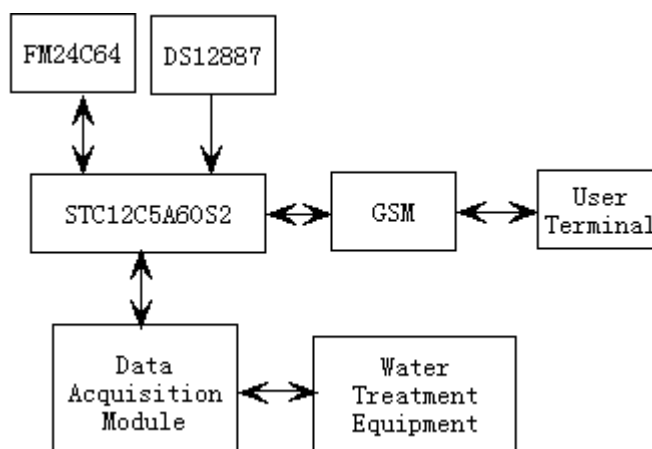 FM24C64
DS12887
STC12C5A60S2
GSM
User
Terminal
Data
Acquisition
Module
Water
Treatment
Equipment